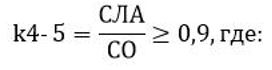 k4- 5 = СЛА/СО ≥ 0,9, где: